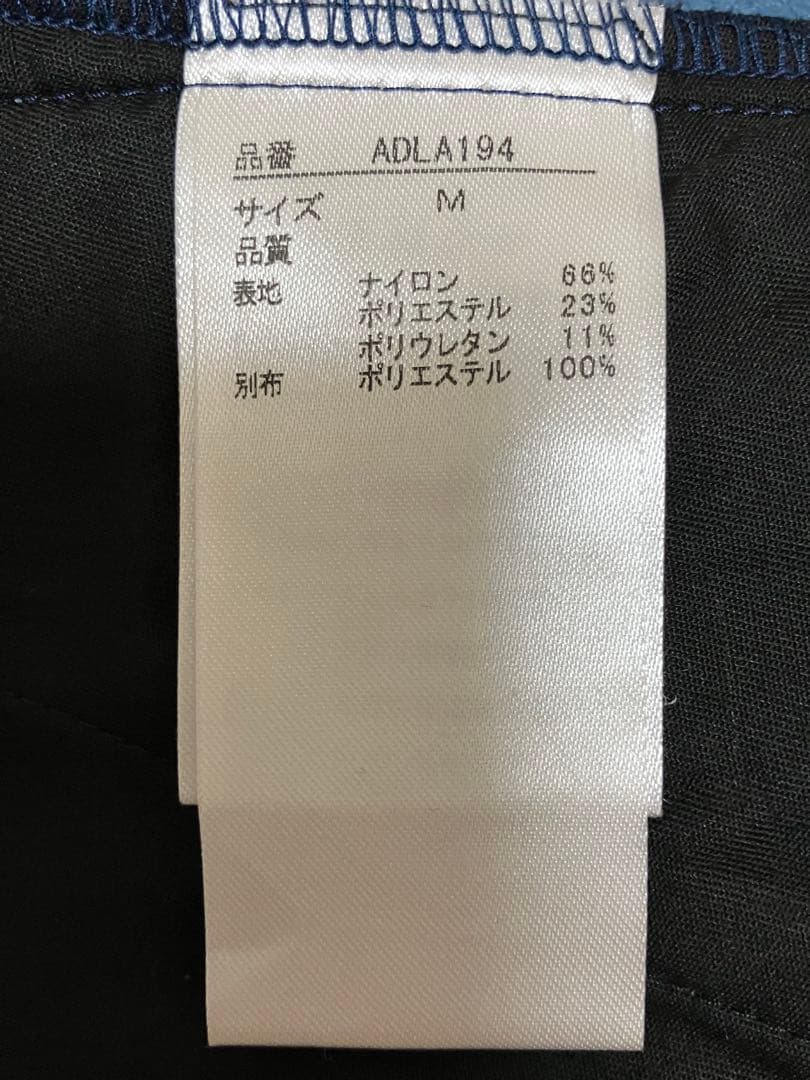 品番 ADLA194
サイズ M
品質
表地 ナイロン 66%
ポリエステル 23%
ポリウレタン 11%
別布 ポリエステル 100%